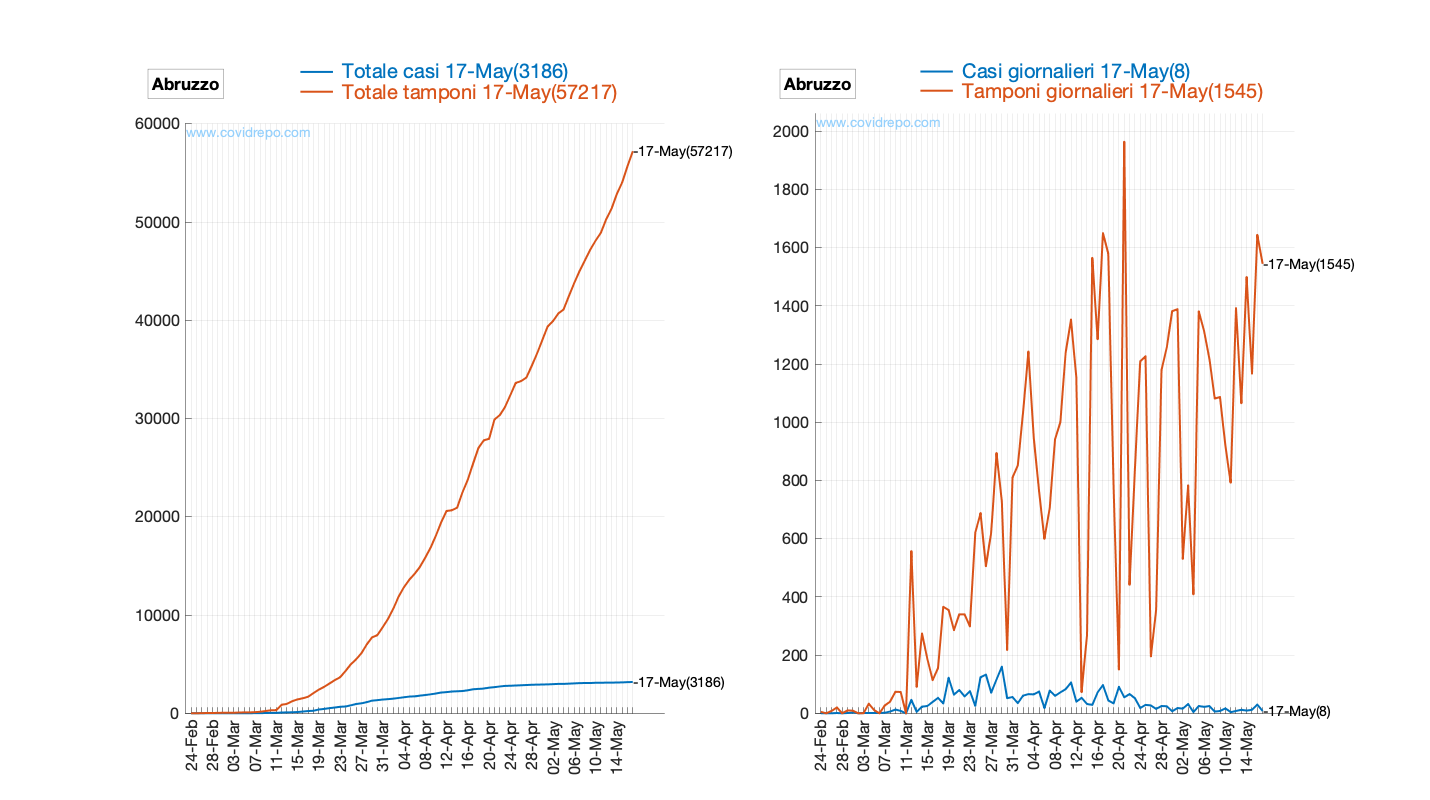 Abruzzo
Totale casi 17-May(3186)
Totale tamponi 17-May(57217)
www.covidrepo.com
60000
50000
40000
30000
20000
10000
0
-17-May(57217)
-17-May(3186)
24-Feb
28-Feb
03-Mar
07-Mar
11-Mar
15-Mar
19-Mar
23-Mar
27-Mar
31-Mar
04-Apr
08-Apr
12-Apr
16-Apr
20-Apr
24-Apr
28-Apr
02-May
06-May
10-May
14-May
Abruzzo
Casi giornalieri 17-May(8)
Tamponi giornalieri 17-May(1545)
www.covidrepo.com
2000
1800
1600
1400
1200
1000
800
600
400
200
0
-17-May(1545)
-17-May(8)
24-Feb
28-Feb
03-Mar
07-Mar
11-Mar
15-Mar
19-Mar
23-Mar
27-Mar
31-Mar
04-Apr
08-Apr
12-Apr
16-Apr
20-Apr
24-Apr
28-Apr
02-May
06-May
10-May
14-May